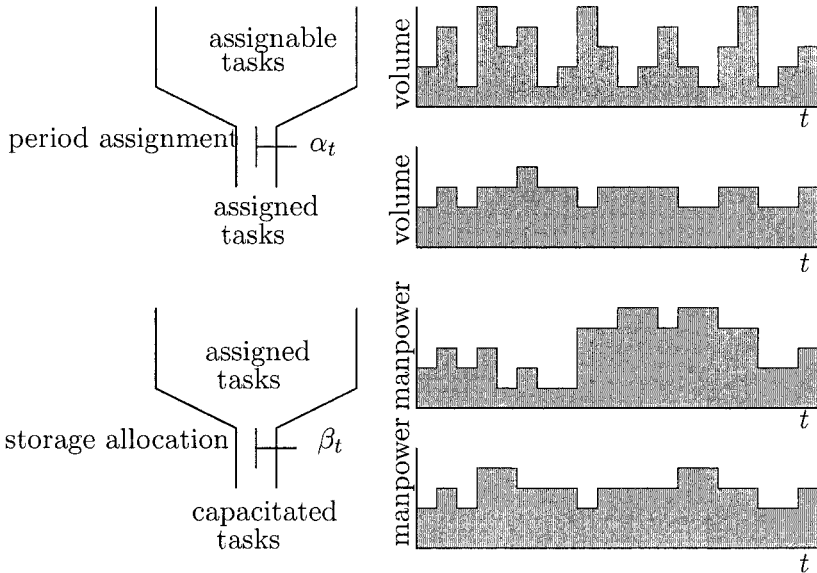 assignable
tasks
volume
t
period assignment
α_t
assigned
tasks
volume
t
assigned
tasks
manpower
t
storage allocation
β_t
capacitated
tasks
manpower
t